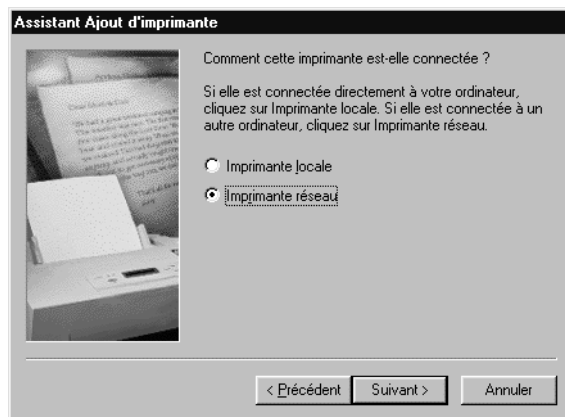 Assistant Ajout d'imprimante
Comment cette imprimante est-elle connectée ?
Si elle est connectée directement à votre ordinateur,
cliquez sur Imprimante locale. Si elle est connectée à un
autre ordinateur, cliquez sur Imprimante réseau.
Imprimante locale
Imprimante réseau
< Précédent
Suivant >
Annuler